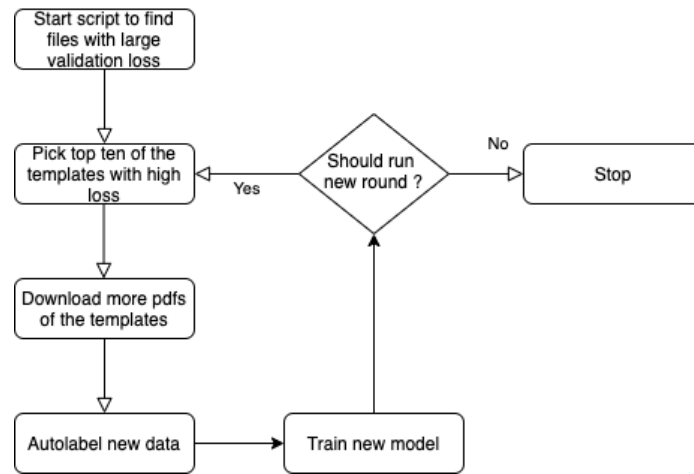 Start script to find
files with large
validation loss
Pick top ten of the
templates with high
loss
Yes
Should run
new round ?
No
Stop
Download more pdfs
of the templates
Autolabel new data
Train new model